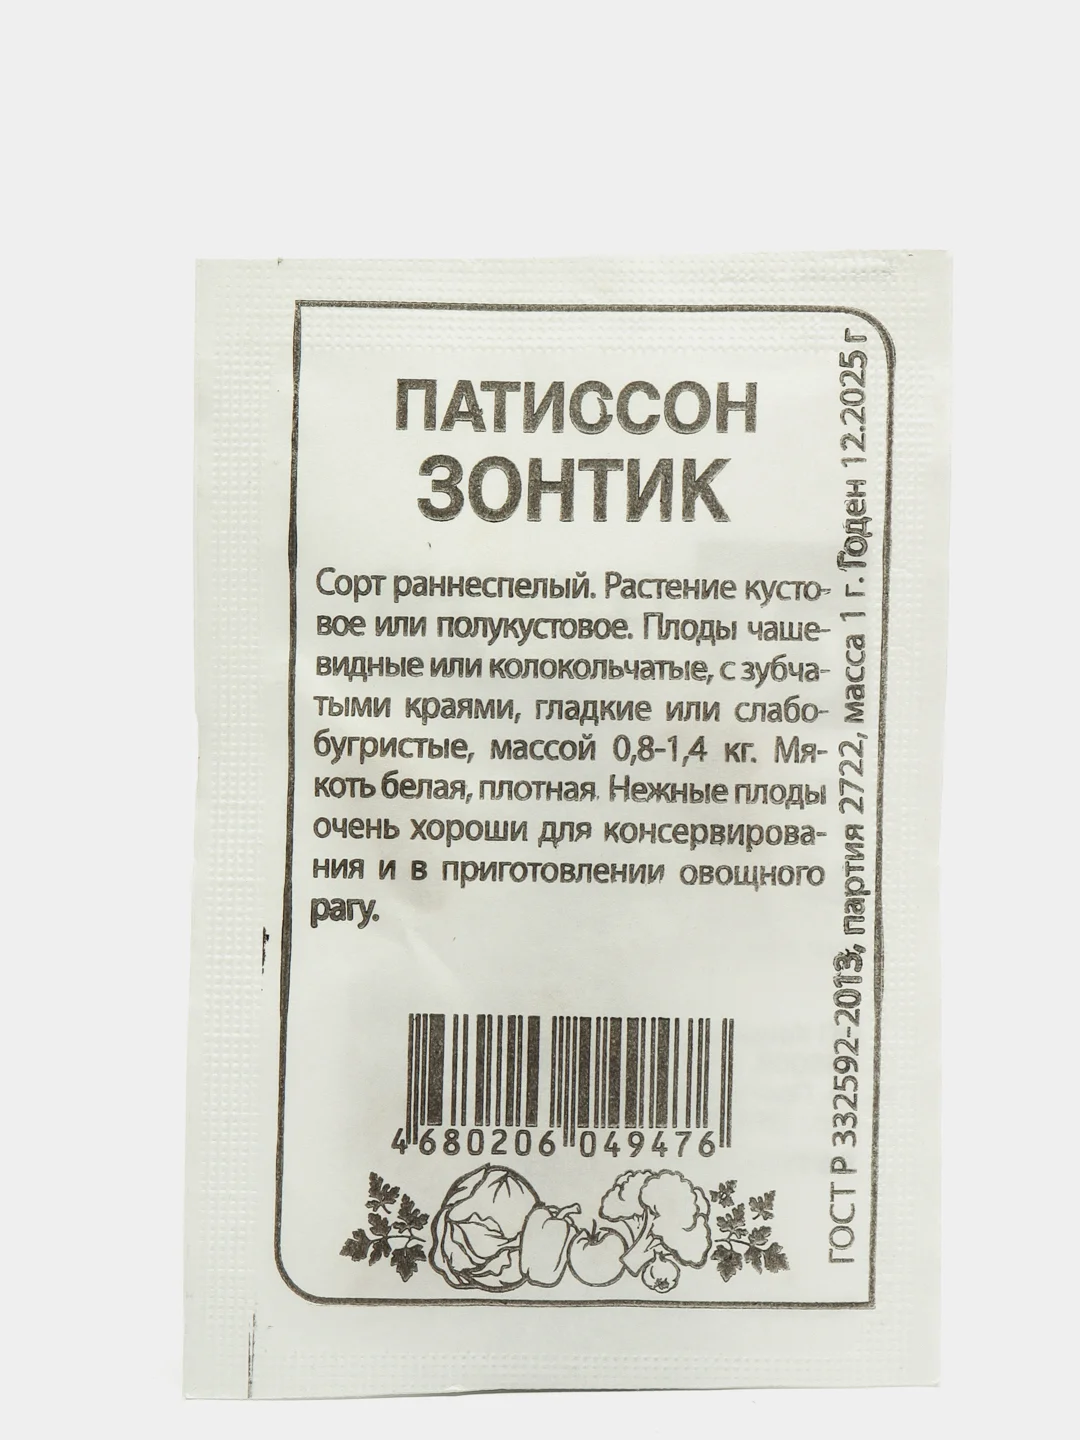 ПАТИССОН
ЗОНТИК
Сорт раннеспелый. Растение кусто-
вое или полукустовое. Плоды чаше-
видные или колокольчатые, с зубча-
тыми краями, гладкие или слабо-
бугристые, массой 0,8-1,4 кг. Мя-
коть белая, плотная. Нежные плоды
очень хороши для консервирова-
ния и в приготовлении овощного
рагу.
4 680206 049476
ГОСТ Р 332592-2013, партия 2722, масса 1 г. Годен 12.2025 г